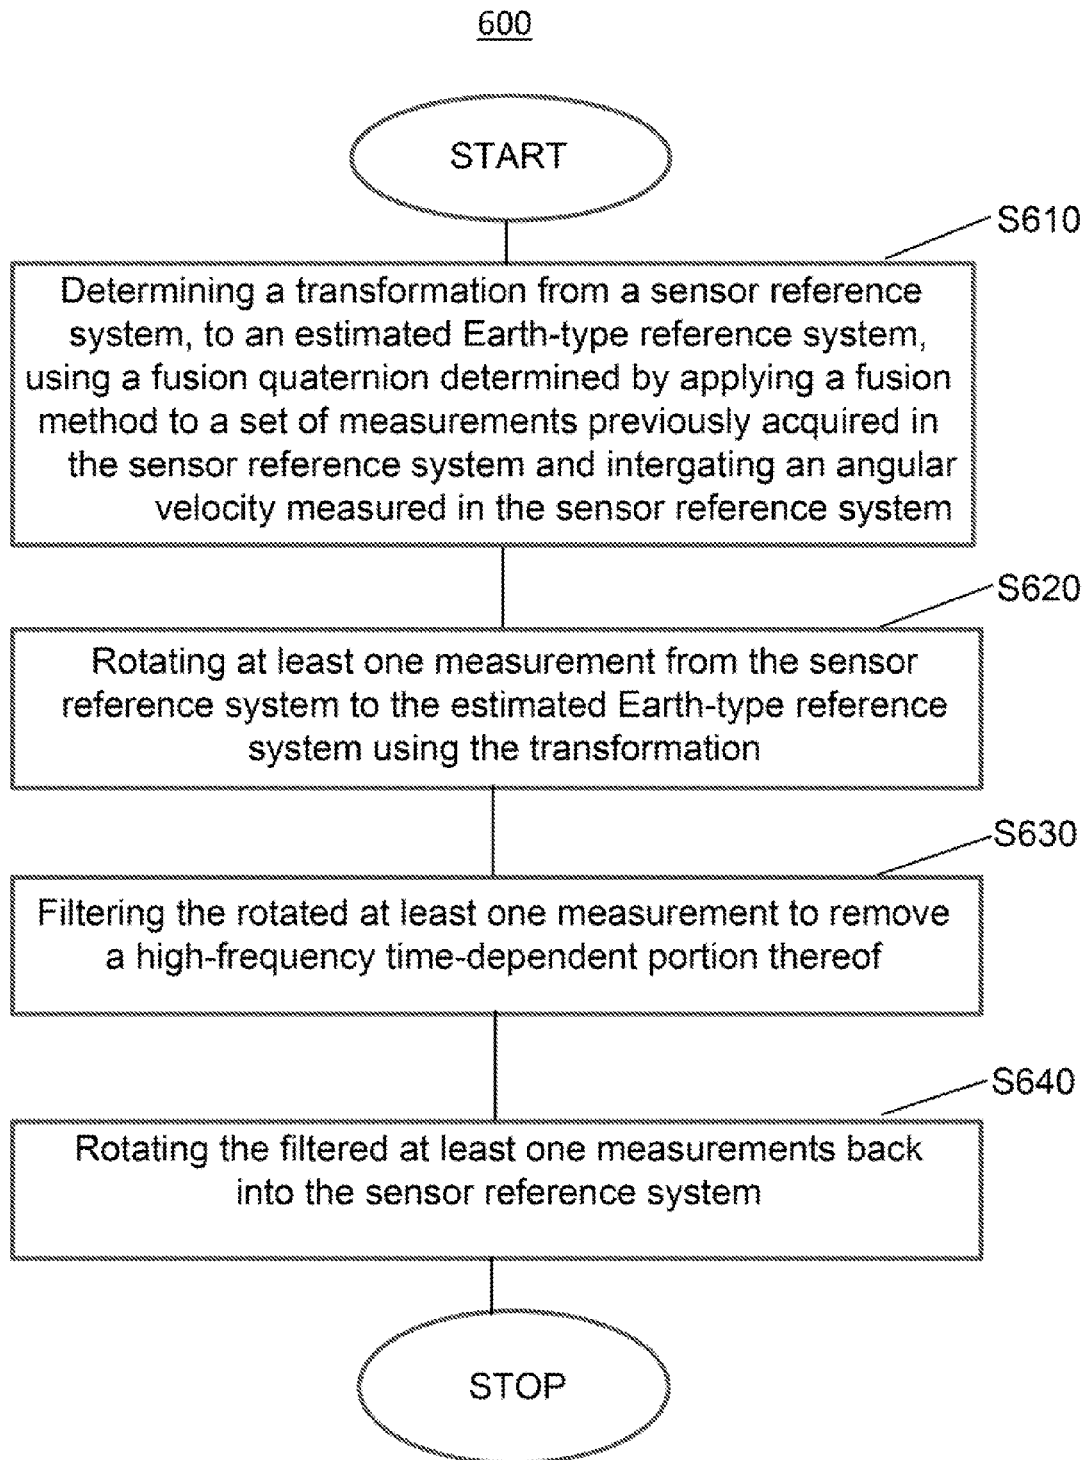 600
START
S610
Determining a transformation from a sensor reference
system, to an estimated Earth-type reference system,
using a fusion quaternion determined by applying a fusion
method to a set of measurements previously acquired in
the sensor reference system and intergating an angular
velocity measured in the sensor reference system
S620
Rotating at least one measurement from the sensor
reference system to the estimated Earth-type reference
system using the transformation
S630
Filtering the rotated at least one measurement to remove
a high-frequency time-dependent portion thereof
S640
Rotating the filtered at least one measurements back
into the sensor reference system
STOP